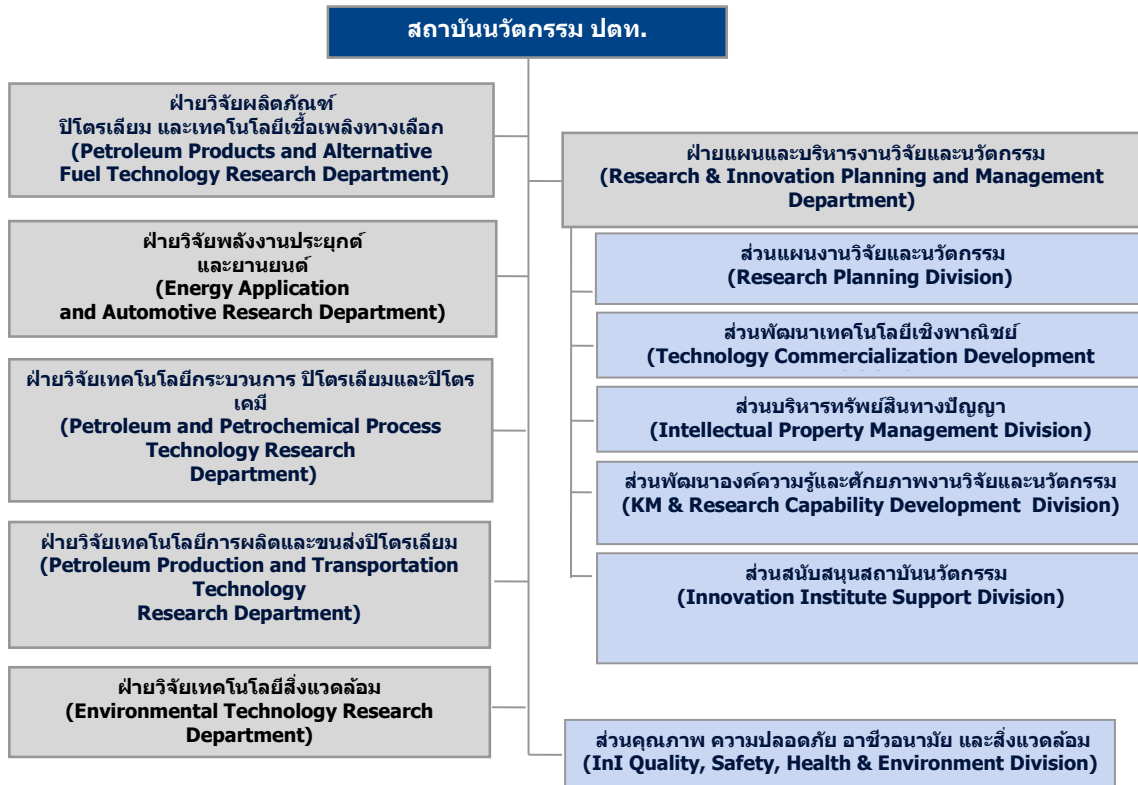 สถาบันนวัตกรรม ปตท.
ฝ่ายวิจัยผลิตภัณฑ์
ปิโตรเลียม และเทคโนโลยีเชื้อเพลิงทางเลือก
(Petroleum Products and Alternative
Fuel Technology Research Department)
ฝ่ายวิจัยพลังงานประยุกต์
และยานยนต์
(Energy Application
and Automotive Research Department)
ฝ่ายวิจัยเทคโนโลยีกระบวนการ ปิโตรเลียมและปิโตร
เคมี
(Petroleum and Petrochemical Process
Technology Research
Department)
ฝ่ายวิจัยเทคโนโลยีการผลิตและขนส่งปิโตรเลียม
(Petroleum Production and Transportation
Technology
Research Department)
ฝ่ายวิจัยเทคโนโลยีสิ่งแวดล้อม
(Environmental Technology Research
Department)
ฝ่ายแผนและบริหารงานวิจัยและนวัตกรรม
(Research & Innovation Planning and Management
Department)
ส่วนแผนงานวิจัยและนวัตกรรม
(Research Planning Division)
ส่วนพัฒนาเทคโนโลยีเชิงพาณิชย์
(Technology Commercialization Development
ส่วนบริหารทรัพย์สินทางปัญญา
(Intellectual Property Management Division)
ส่วนพัฒนาองค์ความรู้และศักยภาพงานวิจัยและนวัตกรรม
(KM & Research Capability Development Division)
ส่วนสนับสนุนสถาบันนวัตกรรม
(Innovation Institute Support Division)
ส่วนคุณภาพ ความปลอดภัย อาชีวอนามัย และสิ่งแวดล้อม
(InI Quality, Safety, Health & Environment Division)